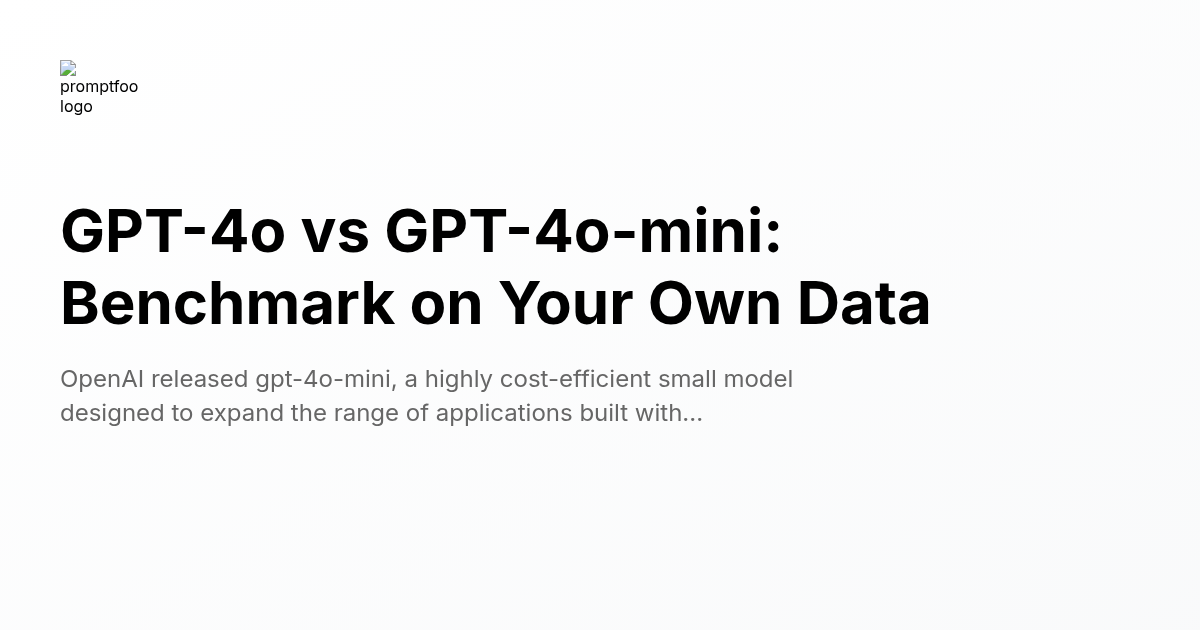 promptfoo
logo
GPT-4o vs GPT-4o-mini:
Benchmark on Your Own Data
OpenAI released gpt-4o-mini, a highly cost-efficient small model
designed to expand the range of applications built with...